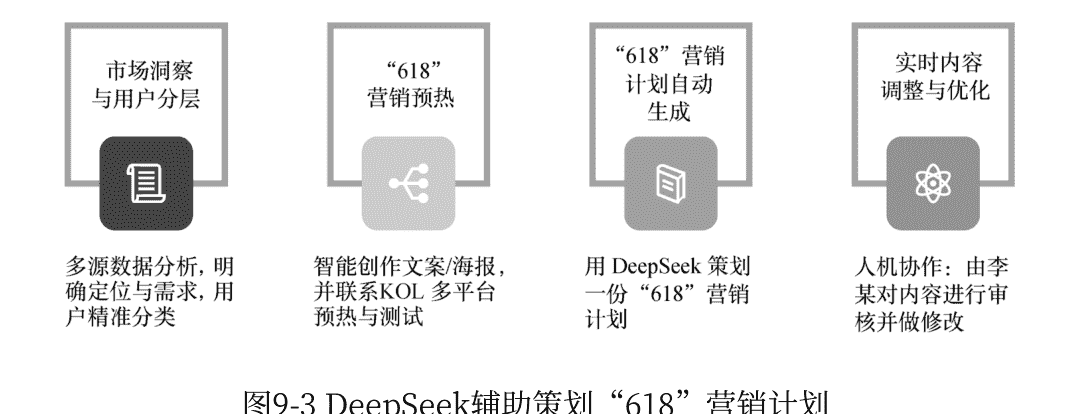 市场洞察
与用户分层
多源数据分析，明
确定位与需求，用
户精准分类
“618”
营销预热
智能创作文案/海报，
并联系KOL 多平台
预热与测试
“618”营销
计划自动
生成
用 DeepSeek 策划
一份“618”营销
计划
实时内容
调整与优化
人机协作：由李
某对内容进行审
核并做修改
图9-3 DeepSeek辅助策划“618”营销计划